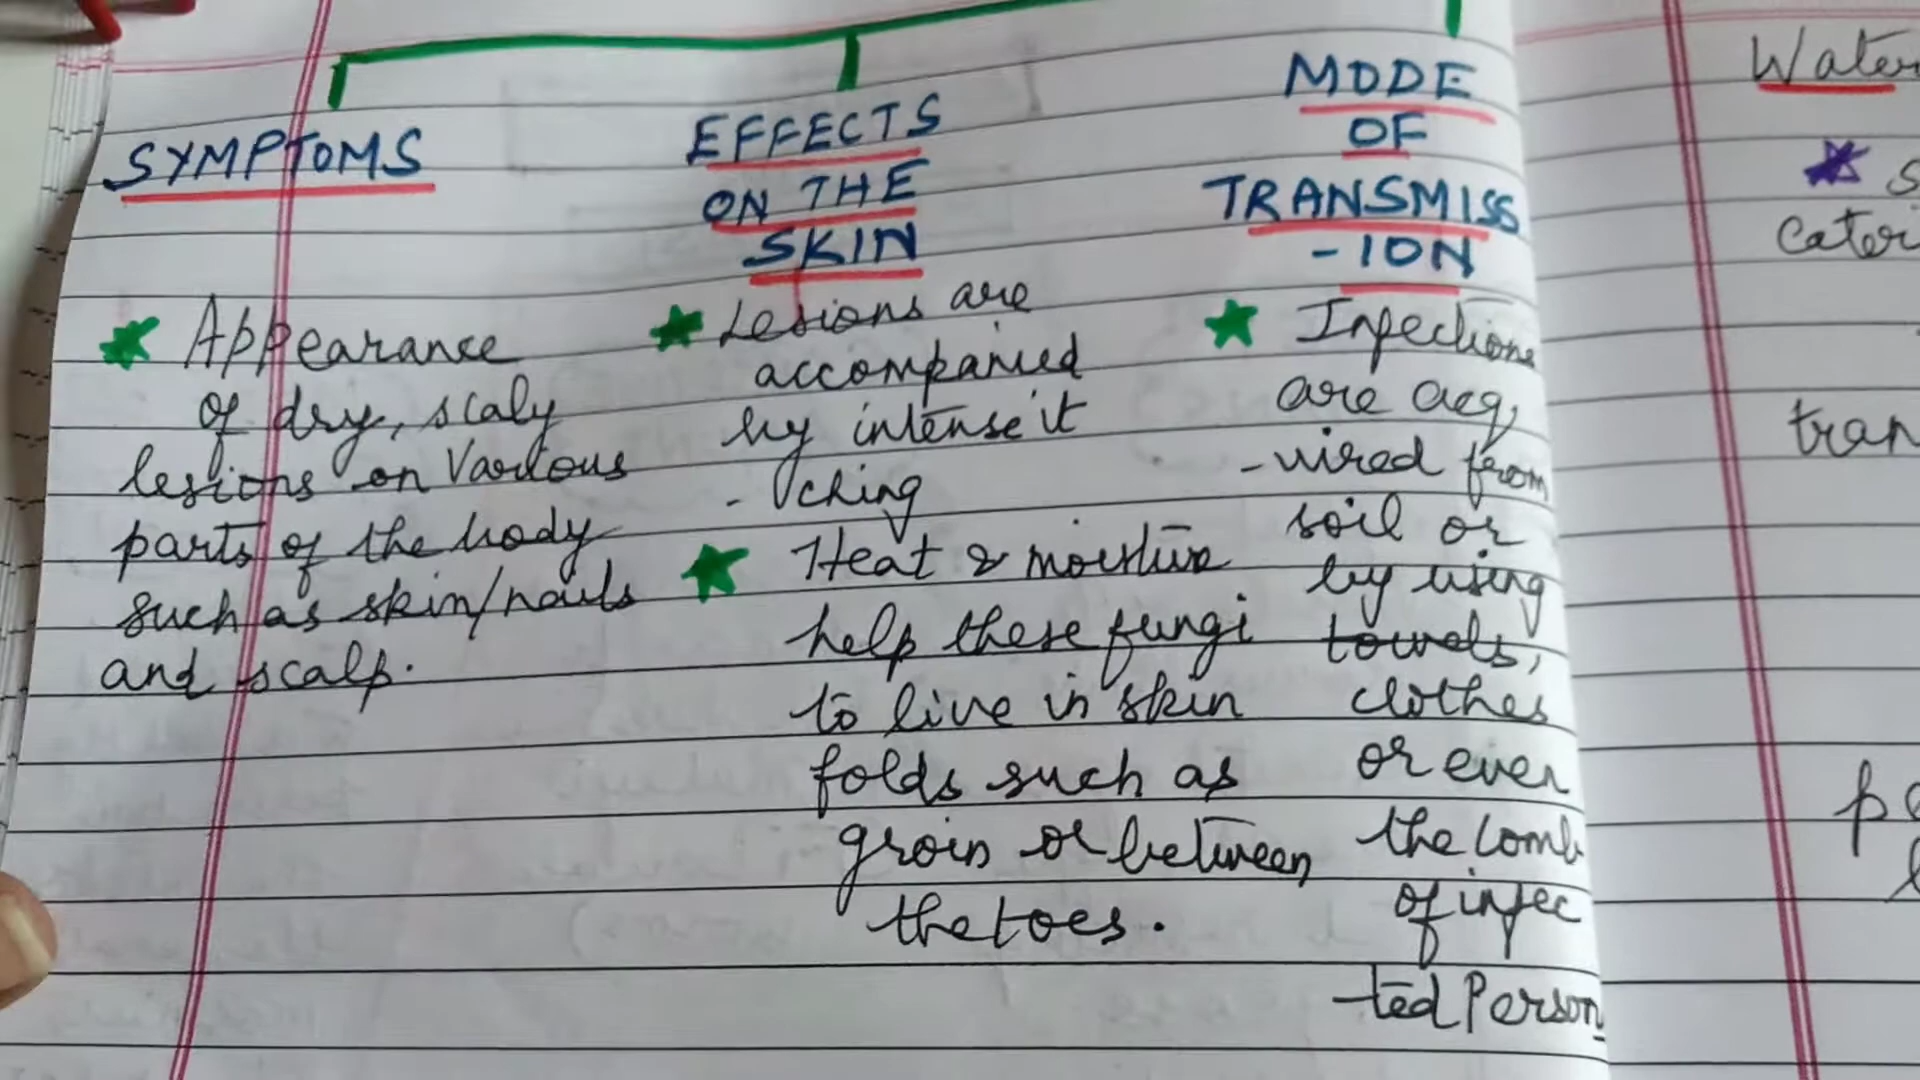 SYMPTOMS
★ Appearance
of dry, scaly
lesions on Various
parts of the body
such as skin/nails
and scalp.
EFFECTS
ON THE
SKIN
★ Lesions are
accompanied
by intense it
- ching
★ Heat & moisture
help these fungi
to live in skin
folds such as
groin or between
the toes.
MODE
OF
TRANSMISS
-ION
★ Infections
are acq
-uired from
soil or
by using
towels,
clothes
or even
the comb
of infec
-ted Person
Water
★
tran